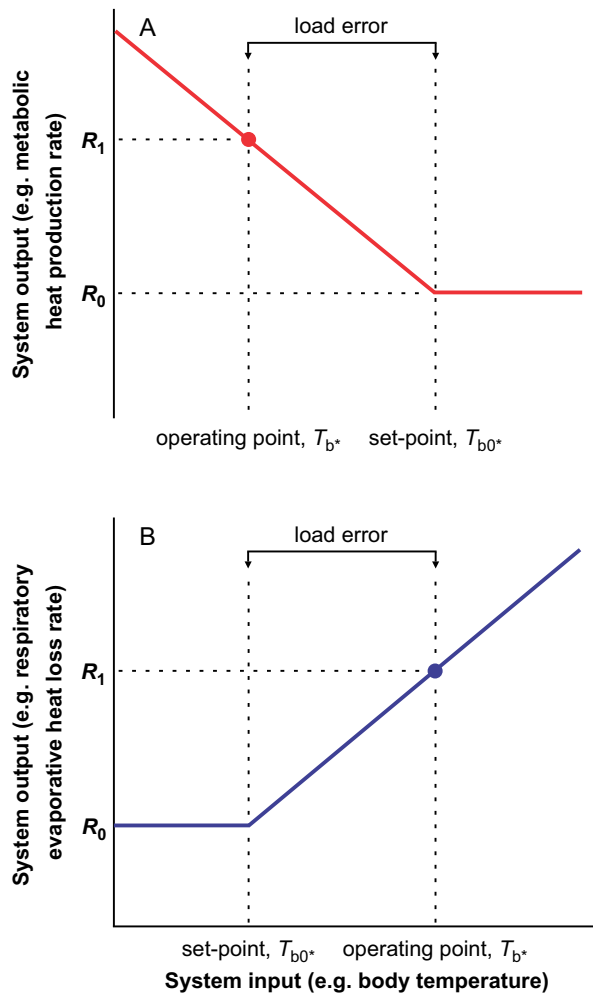 A
load error
System output (e.g. metabolic
heat production rate)
R1
R0
operating point, Tb* set-point, Tb0*
B
load error
System output (e.g. respiratory
evaporative heat loss rate)
R1
R0
set-point, Tb0* operating point, Tb*
System input (e.g. body temperature)